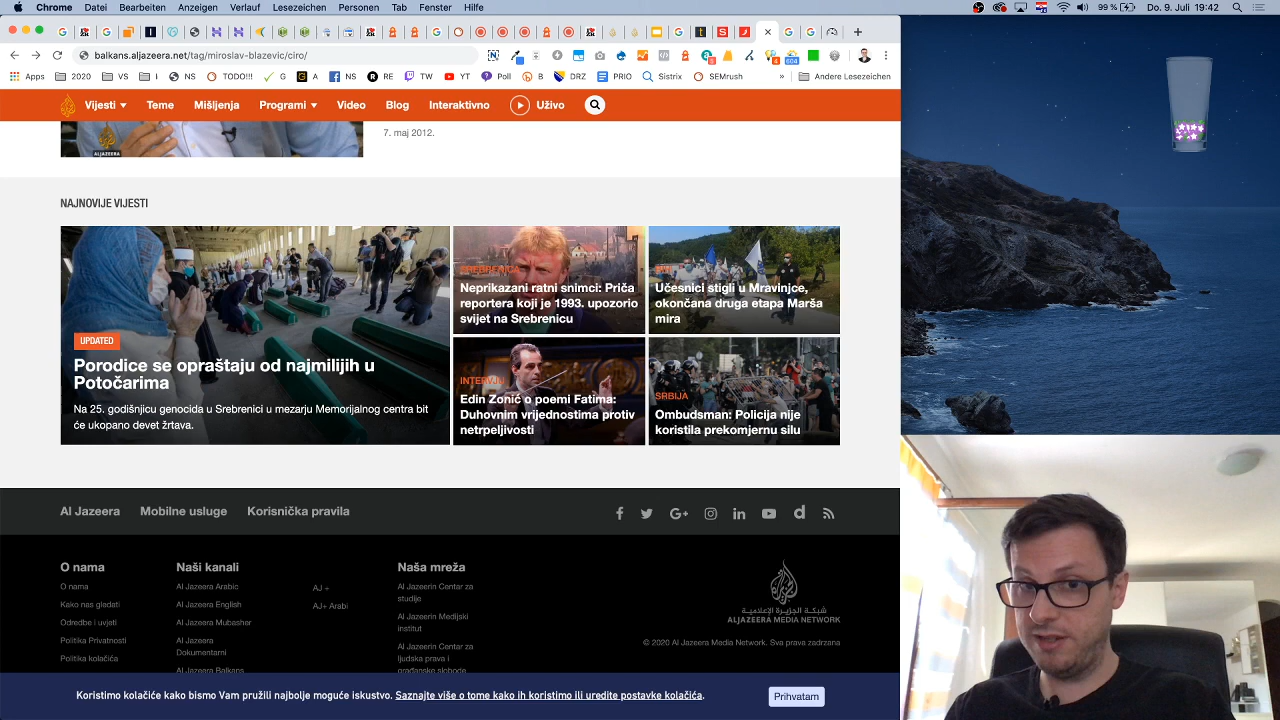 Chrome Datei Bearbeiten Anzeigen Verlauf Lesezeichen Personen Tab Fenster Hilfe
99 % Do. 9. Juli 19:42
balkans.aljazeera.net/tag/miroslav-blazevic/ciro/
Apps 2020 VS I NS TODO!!! G A NS RE TW YT Poll B DRZ PRIO Sistrix SEMrush » Andere Lesezeichen
Vijesti Teme Mišljenja Programi Video Blog Interaktivno Uživo
ALJAZEERA
7. maj 2012.
NAJNOVIJE VIJESTI
UPDATED
Porodice se opraštaju od najmilijih u
Potočarima
Na 25. godišnjicu genocida u Srebrenici u mezarju Memorijalnog centra bit
će ukopano devet žrtava.
SREBRENICA
Neprikazani ratni snimci: Priča
reportera koji je 1993. upozorio
svijet na Srebrenicu
BiH
Učesnici stigli u Mravinjce,
okončana druga etapa Marša
mira
INTERVJU
Edin Zonić o poemi Fatima:
Duhovnim vrijednostima protiv
netrpeljivosti
SRBIJA
Ombudsman: Policija nije
koristila prekomjernu silu
Al Jazeera Mobilne usluge Korisnička pravila
O nama
O nama
Kako nas gledati
Odredbe i uvjeti
Politika Privatnosti
Politika kolačića
Naši kanali
Al Jazeera Arabic
Al Jazeera English
Al Jazeera Mubasher
Al Jazeera
Dokumentarni
Al Jazeera Balkans
AJ +
AJ+ Arabi
Naša mreža
Al Jazeerin Centar za
studije
Al Jazeerin Medijski
institut
Al Jazeerin Centar za
ljudska prava i
građanske slobode
شبكة الجزيرة الإعلامية
ALJAZEERA MEDIA NETWORK
© 2020 Al Jazeera Media Network. Sva prava zadrzana
Koristimo kolačiće kako bismo Vam pružili najbolje moguće iskustvo. Saznajte više o tome kako ih koristimo ili uredite postavke kolačića.
Prihvatam